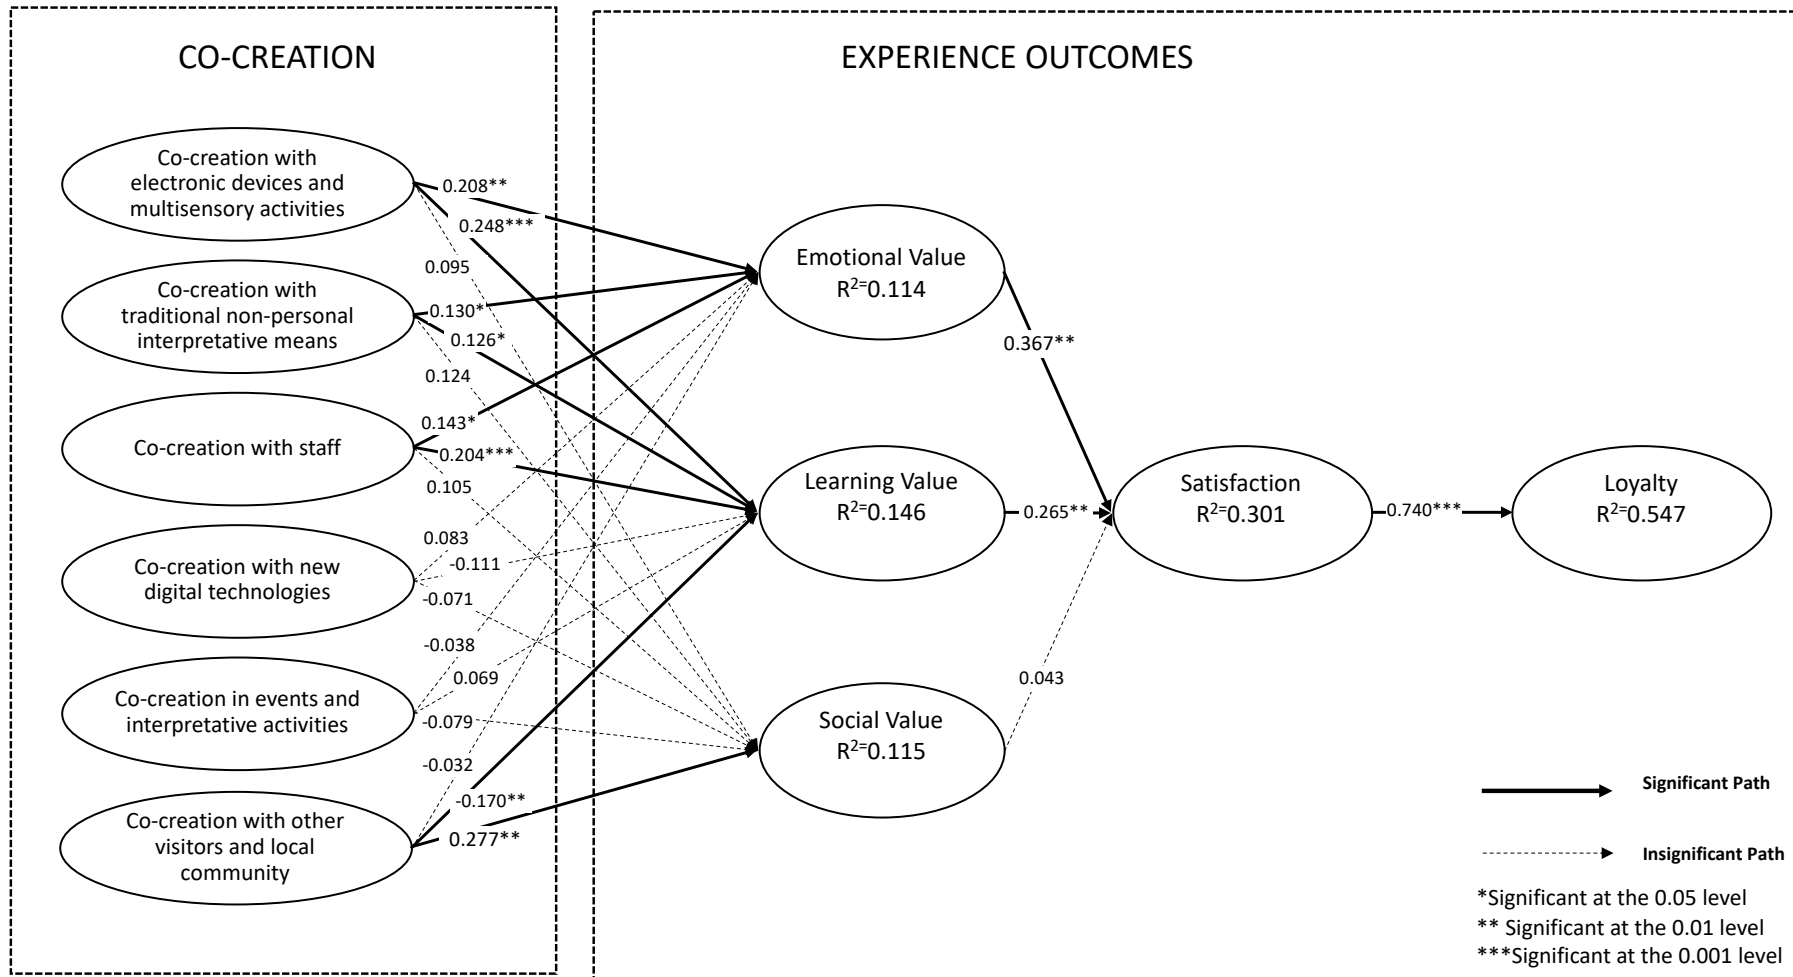 CO-CREATION
Co-creation with
electronic devices and
multisensory activities
Co-creation with
traditional non-personal
interpretative means
Co-creation with staff
Co-creation with new
digital technologies
Co-creation in events and
interpretative activities
Co-creation with other
visitors and local
community
0.208**
0.248***
0.095
0.130*
0.126*
0.124
0.143*
0.204***
0.105
0.083
-0.111
-0.071
-0.038
0.069
-0.079
-0.032
-0.170**
0.277**
EXPERIENCE OUTCOMES
Emotional Value
R²⁼0.114
Learning Value
R²⁼0.146
Social Value
R²⁼0.115
0.367**
0.265**
0.043
Satisfaction
R²⁼0.301
0.740***
Loyalty
R²⁼0.547
Significant Path
Insignificant Path
*Significant at the 0.05 level
** Significant at the 0.01 level
***Significant at the 0.001 level